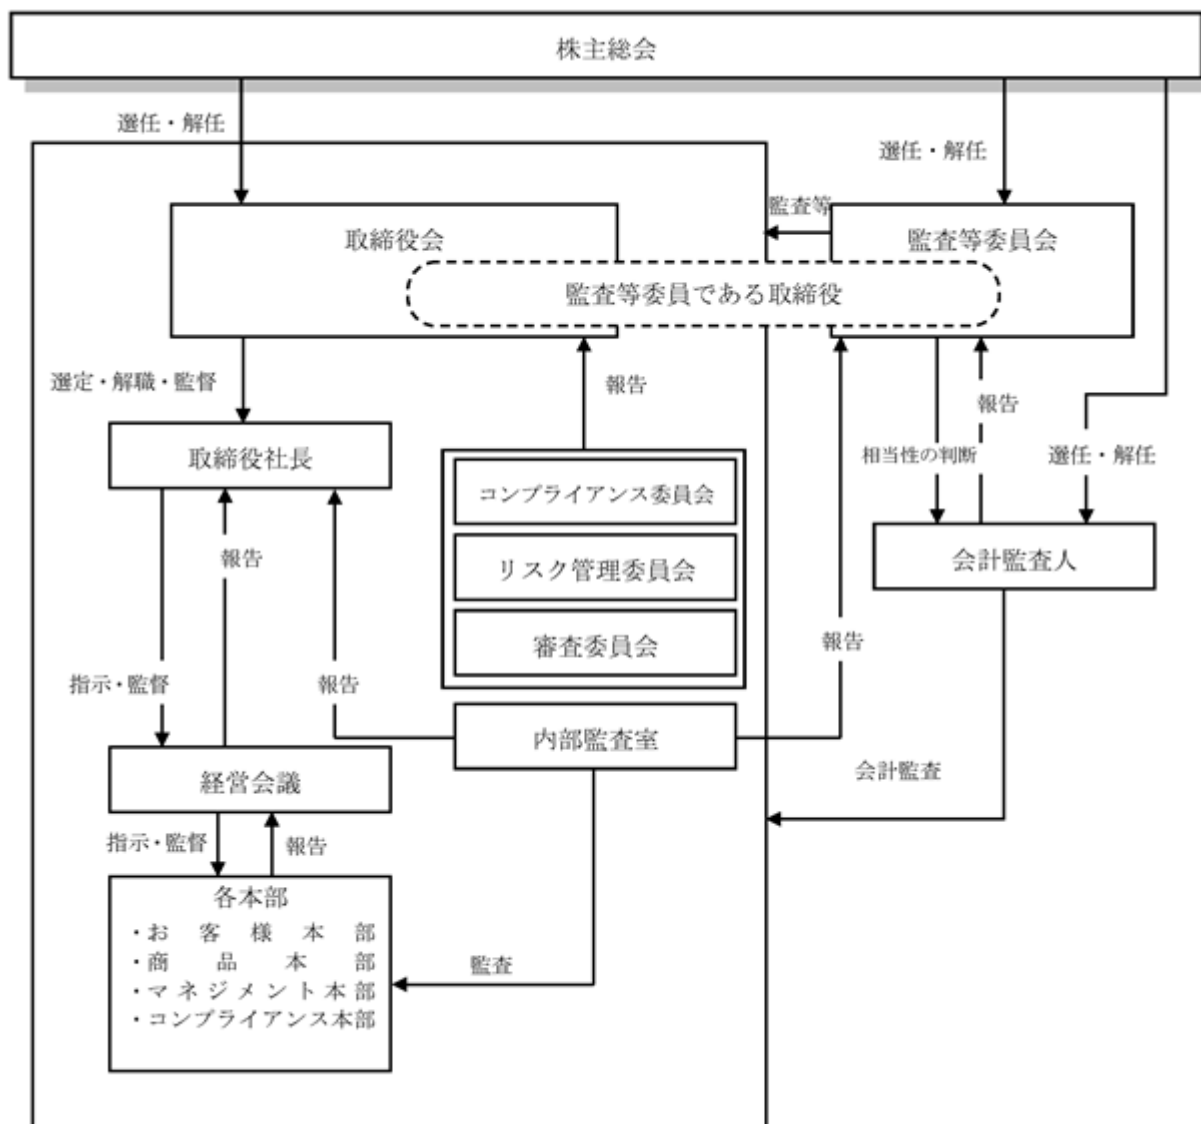 株主総会
選任・解任
選任・解任
監査等
取締役会
監査等委員会
監査等委員である取締役
選定・解職・監督
報告
報告
取締役社長
相当性の判断
選任・解任
コンプライアンス委員会
報告
リスク管理委員会
会計監査人
審査委員会
報告
指示・監督
報告
内部監査室
経営会議
会計監査
指示・監督
報告
各本部
・お客様本部
・商品本部
・マネジメント本部
・コンプライアンス本部
監査